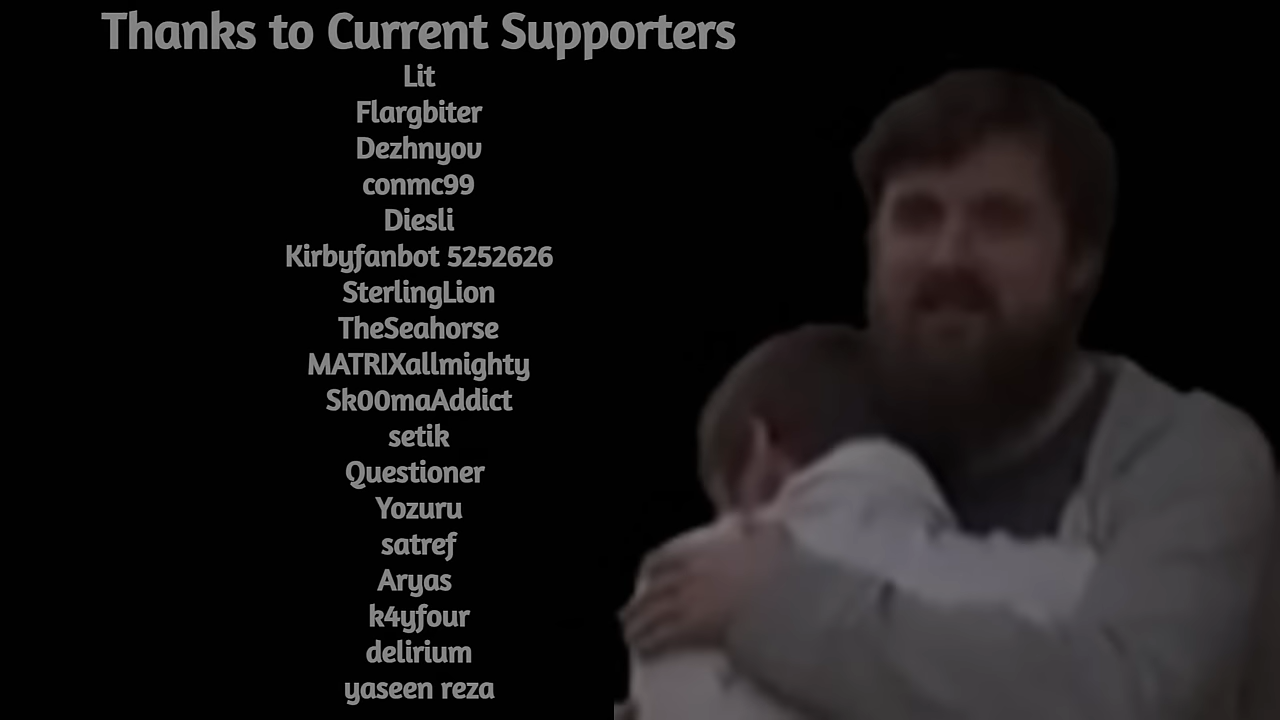 Thanks to Current Supporters
Lit
Flargbiter
Dezhnyov
conmc99
Diesli
Kirbyfanbot 5252626
SterlingLion
TheSeahorse
MATRIXallmighty
Sk00maAddict
setik
Questioner
Yozuru
satref
Aryas
k4yfour
delirium
yaseen reza